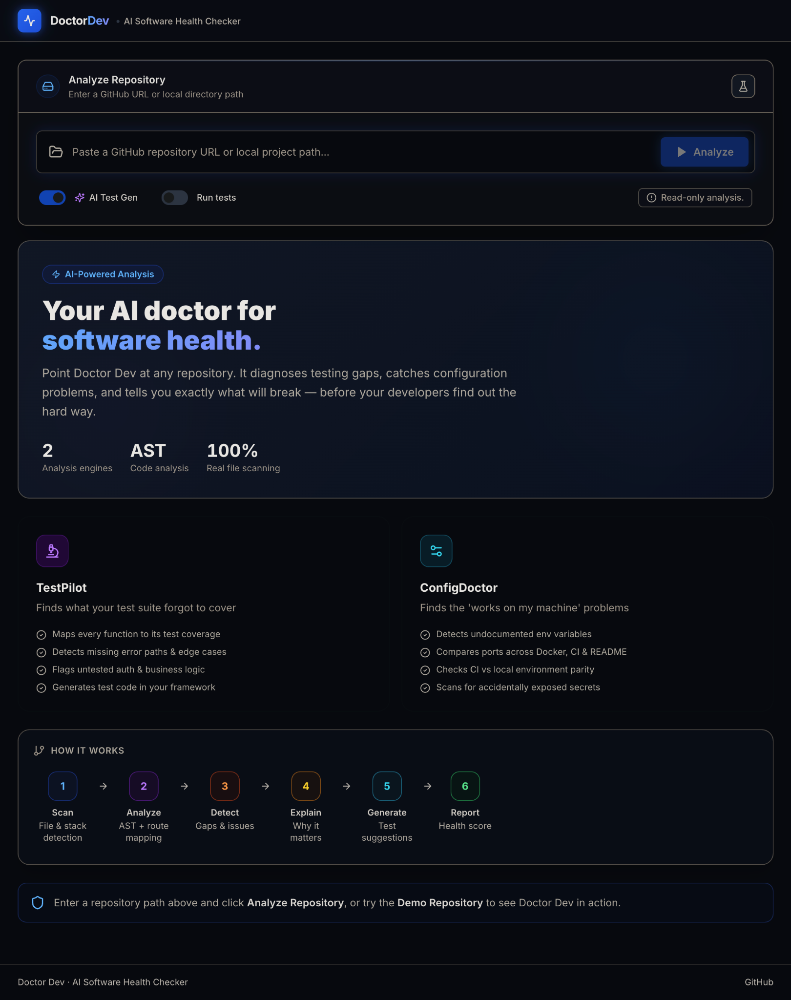 DoctorDev • AI Software Health Checker
Analyze Repository
Enter a GitHub URL or local directory path
Paste a GitHub repository URL or local project path...
Analyze
AI Test Gen
Run tests
Read-only analysis.
AI-Powered Analysis
Your AI doctor for
software health.
Point Doctor Dev at any repository. It diagnoses testing gaps, catches configuration
problems, and tells you exactly what will break — before your developers find out the
hard way.
2
Analysis engines
AST
Code analysis
100%
Real file scanning
TestPilot
Finds what your test suite forgot to cover
Maps every function to its test coverage
Detects missing error paths & edge cases
Flags untested auth & business logic
Generates test code in your framework
ConfigDoctor
Finds the 'works on my machine' problems
Detects undocumented env variables
Compares ports across Docker, CI & README
Checks CI vs local environment parity
Scans for accidentally exposed secrets
HOW IT WORKS
1
Scan
File & stack
detection
→
2
Analyze
AST + route
mapping
→
3
Detect
Gaps & issues
→
4
Explain
Why it
matters
→
5
Generate
Test
suggestions
→
6
Report
Health score
Enter a repository path above and click Analyze Repository, or try the Demo Repository to see Doctor Dev in action.
Doctor Dev · AI Software Health Checker
GitHub